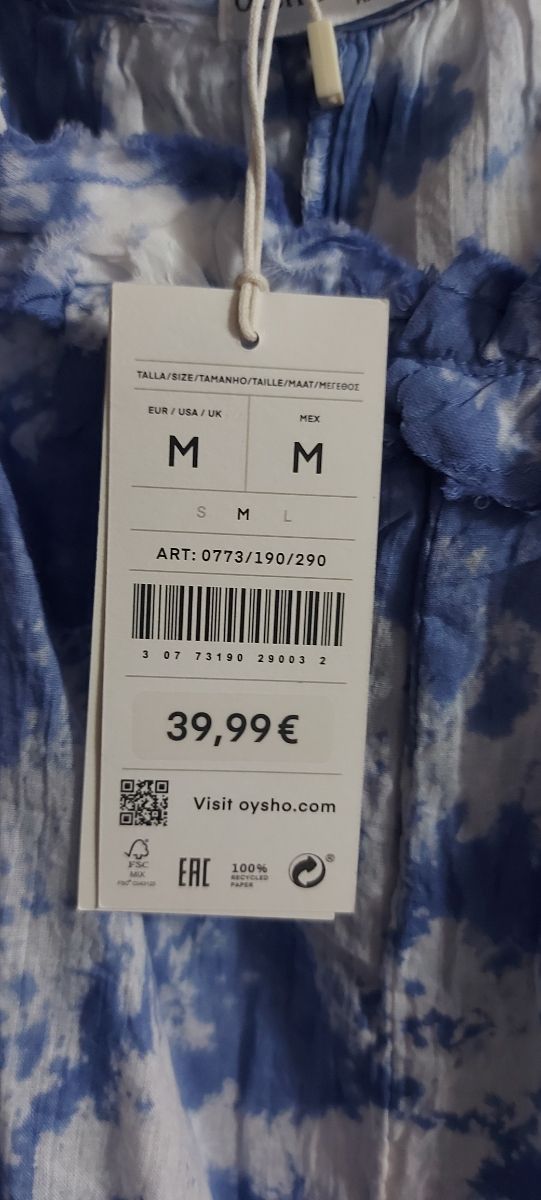 TALLA/SIZE/TAMANHO/TAILLE/MAAT/ΜΕΓΕΘΟΣ
EUR / USA / UK
MEX
M
M
S M L
ART: 0773/190/290
3 07 73190 29003 2
39,99€
Visit oysho.com
FSC
MIX
EAC
100%
RECYCLED
PAPER
®